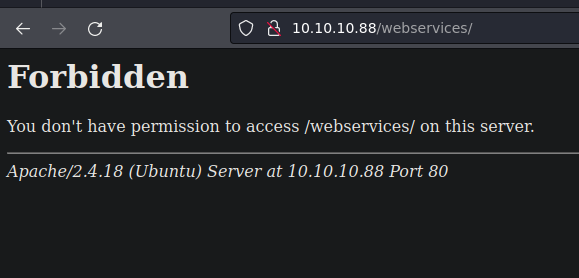 10.10.10.88/webservices/
Forbidden
You don't have permission to access /webservices/ on this server.
Apache/2.4.18 (Ubuntu) Server at 10.10.10.88 Port 80